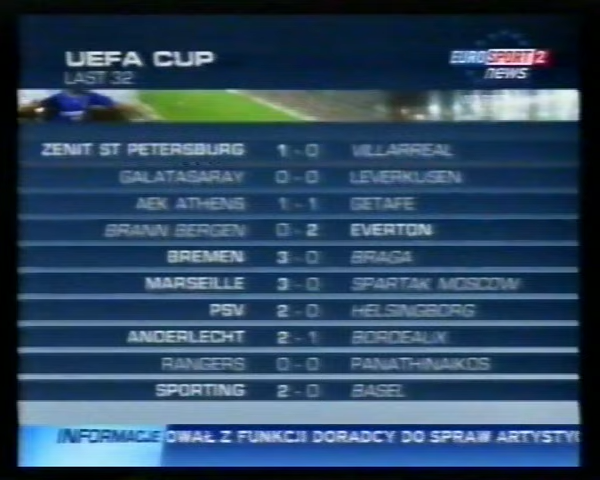 UEFA CUP
LAST 32
EUROSPORT 2
news
ZENIT ST PETERSBURG 1 - 0 VILLARREAL
GALATASARAY 0 - 0 LEVERKUSEN
AEK ATHENS 1 - 1 GETAFE
BRANN BERGEN 0 - 2 EVERTON
BREMEN 3 - 0 BRAGA
MARSEILLE 3 - 0 SPARTAK MOSCOW
PSV 2 - 0 HELSINGBORG
ANDERLECHT 2 - 1 BORDEAUX
RANGERS 0 - 0 PANATHINAIKOS
SPORTING 2 - 0 BASEL
INFORMACJE OWAŁ Z FUNKCJI DORADCY DO SPRAW ARTYSTYC